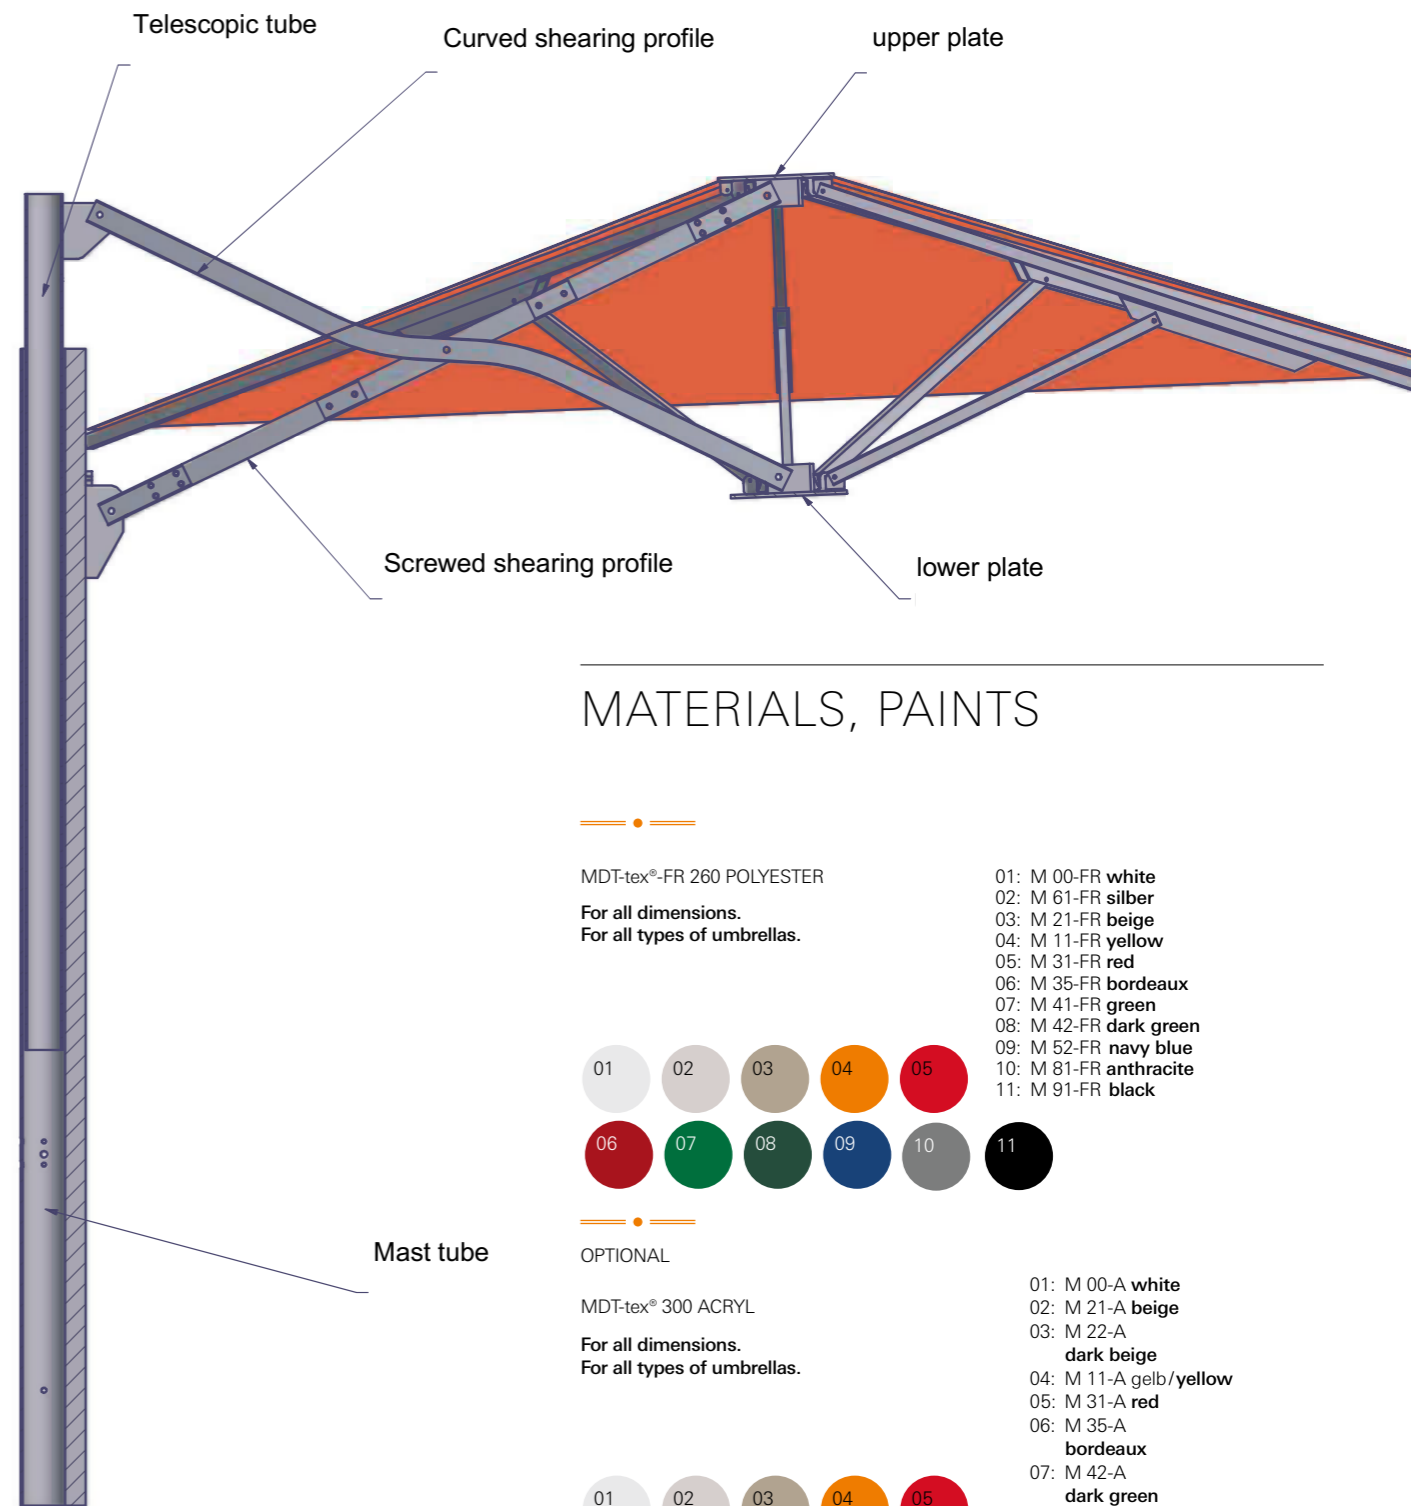 Telescopic tube
Curved shearing profile
upper plate
Screwed shearing profile
lower plate
MATERIALS, PAINTS
MDT-tex®-FR 260 POLYESTER
For all dimensions.
For all types of umbrellas.
01: M 00-FR white
02: M 61-FR silber
03: M 21-FR beige
04: M 11-FR yellow
05: M 31-FR red
06: M 35-FR bordeaux
07: M 41-FR green
08: M 42-FR dark green
09: M 52-FR navy blue
10: M 81-FR anthracite
11: M 91-FR black
01 02 03 04 05
06 07 08 09 10 11
Mast tube
OPTIONAL
MDT-tex® 300 ACRYL
For all dimensions.
For all types of umbrellas.
01: M 00-A white
02: M 21-A beige
03: M 22-A
dark beige
04: M 11-A gelb/yellow
05: M 31-A red
06: M 35-A
bordeaux
07: M 42-A
dark green
01 02 03 04 05